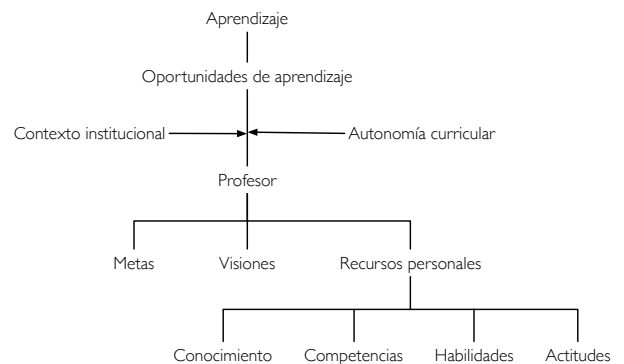 Aprendizaje
Oportunidades de aprendizaje
Contexto institucional
Autonomía curricular
Profesor
Metas
Visiones
Recursos personales
Conocimiento
Competencias
Habilidades
Actitudes